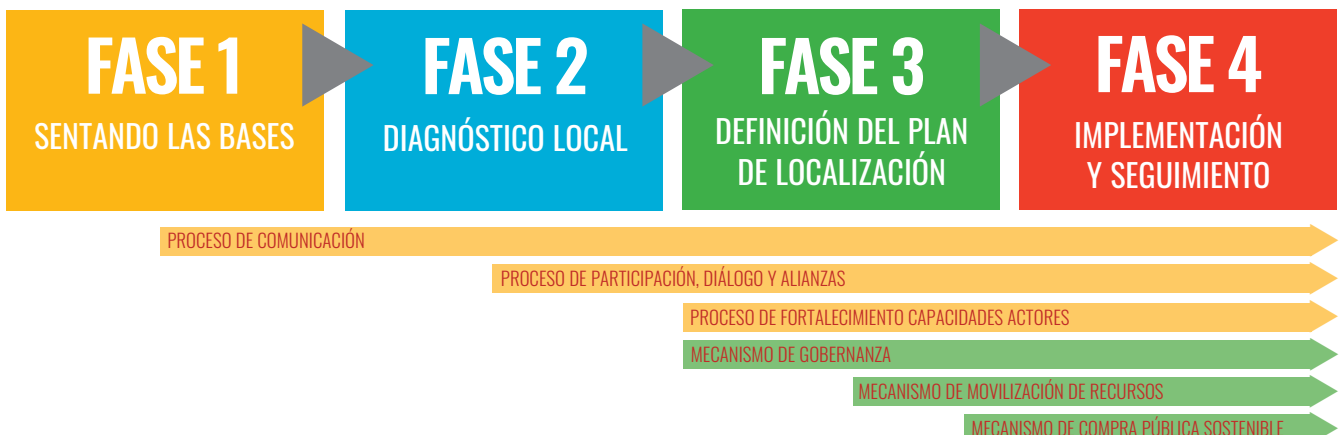 FASE 1
SENTANDO LAS BASES
FASE 2
DIAGNÓSTICO LOCAL
FASE 3
DEFINICIÓN DEL PLAN
DE LOCALIZACIÓN
FASE 4
IMPLEMENTACIÓN
Y SEGUIMIENTO
PROCESO DE COMUNICACIÓN
PROCESO DE PARTICIPACIÓN, DIÁLOGO Y ALIANZAS
PROCESO DE FORTALECIMIENTO CAPACIDADES ACTORES
MECANISMO DE GOBERNANZA
MECANISMO DE MOVILIZACIÓN DE RECURSOS
MECANISMO DE COMPRA PÚBLICA SOSTENIBLE